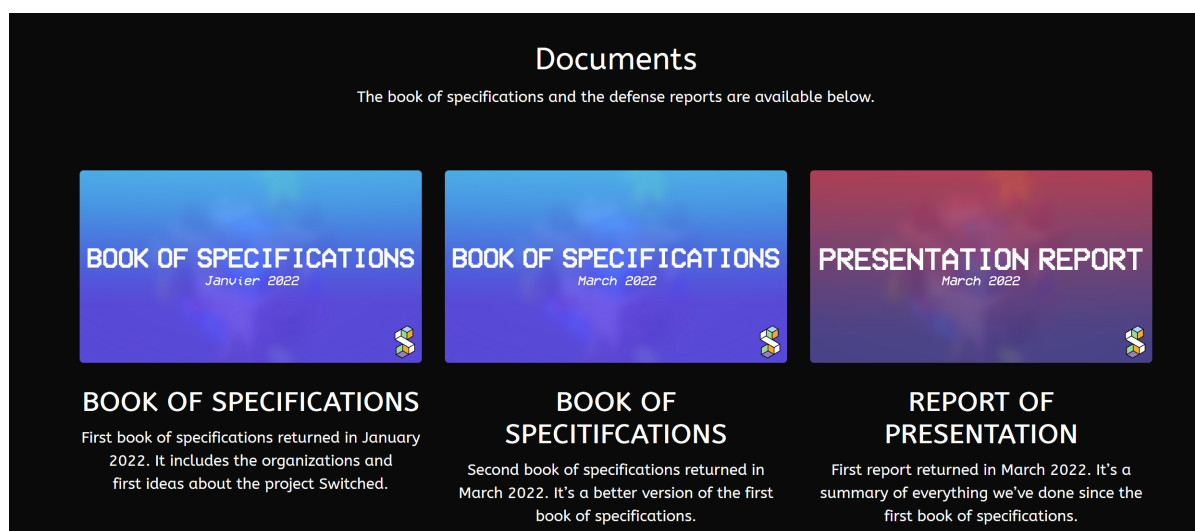 Documents
The book of specifications and the defense reports are available below.
BOOK OF SPECIFICATIONS
Janvier 2022
BOOK OF SPECIFICATIONS
March 2022
PRESENTATION REPORT
March 2022
BOOK OF SPECIFICATIONS
First book of specifications returned in January
2022. It includes the organizations and
first ideas about the project Switched.
BOOK OF
SPECITIFCATIONS
Second book of specifications returned in
March 2022. It’s a better version of the first
book of specifications.
REPORT OF
PRESENTATION
First report returned in March 2022. It’s a
summary of everything we’ve done since the
first book of specifications.